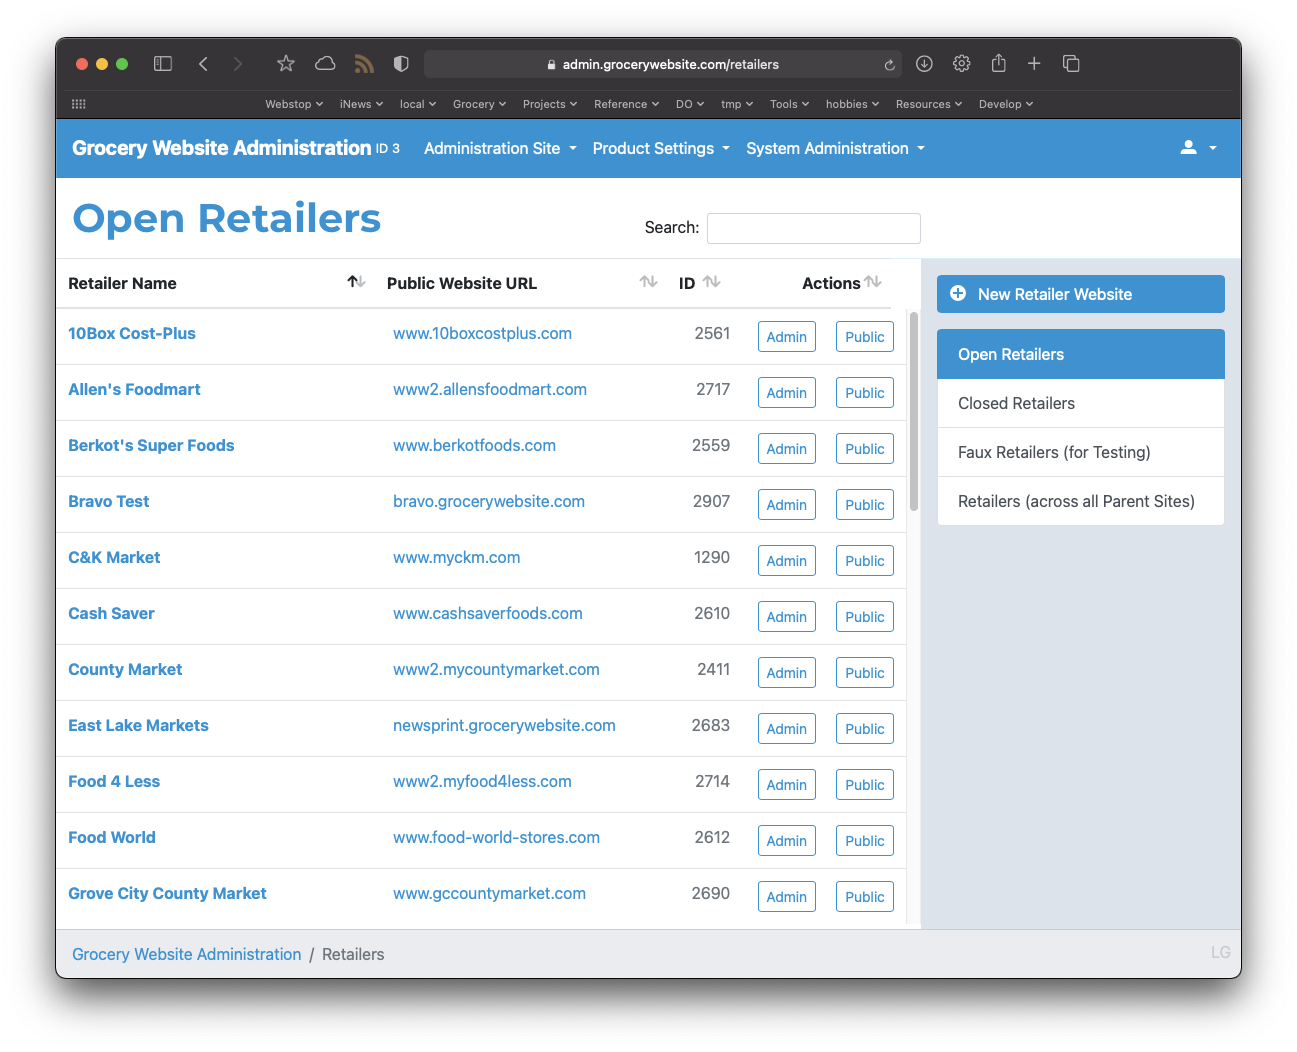 admin.grocerywebsite.com/retailers
Webstop iNews local Grocery Projects Reference DO tmp Tools hobbies Resources Develop
Grocery Website Administration ID 3 Administration Site Product Settings System Administration
Open Retailers
Search:
Retailer Name Public Website URL ID Actions
10Box Cost-Plus www.10boxcostplus.com 2561 Admin Public
Allen's Foodmart www2.allensfoodmart.com 2717 Admin Public
Berkot's Super Foods www.berkotfoods.com 2559 Admin Public
Bravo Test bravo.grocerywebsite.com 2907 Admin Public
C&K Market www.myckm.com 1290 Admin Public
Cash Saver www.cashsaverfoods.com 2610 Admin Public
County Market www2.mycountymarket.com 2411 Admin Public
East Lake Markets newsprint.grocerywebsite.com 2683 Admin Public
Food 4 Less www2.myfood4less.com 2714 Admin Public
Food World www.food-world-stores.com 2612 Admin Public
Grove City County Market www.gccountymarket.com 2690 Admin Public
New Retailer Website
Open Retailers
Closed Retailers
Faux Retailers (for Testing)
Retailers (across all Parent Sites)
Grocery Website Administration / Retailers
LG